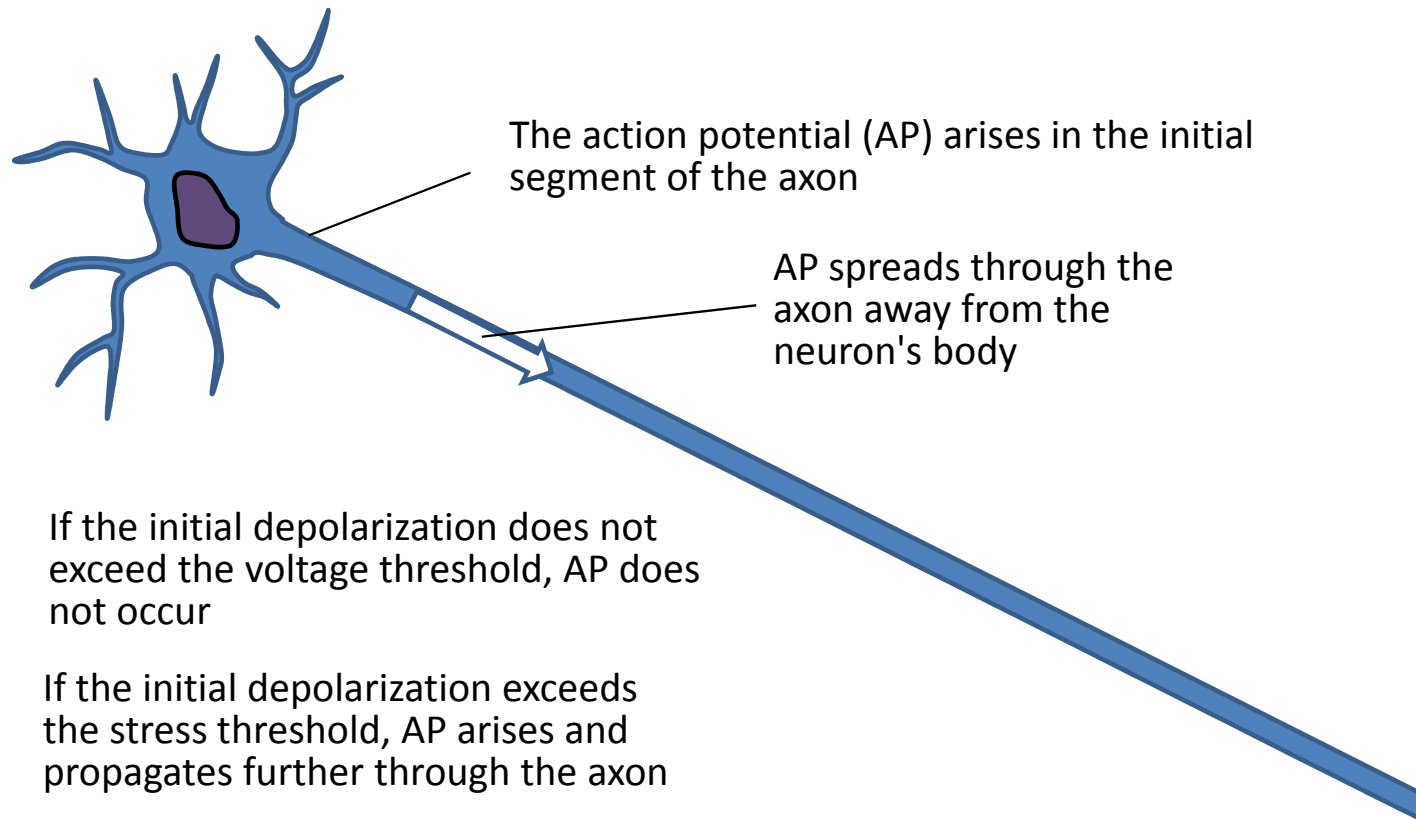 The action potential (AP) arises in the initial
segment of the axon
AP spreads through the
axon away from the
neuron's body
If the initial depolarization does not
exceed the voltage threshold, AP does
not occur
If the initial depolarization exceeds
the stress threshold, AP arises and
propagates further through the axon